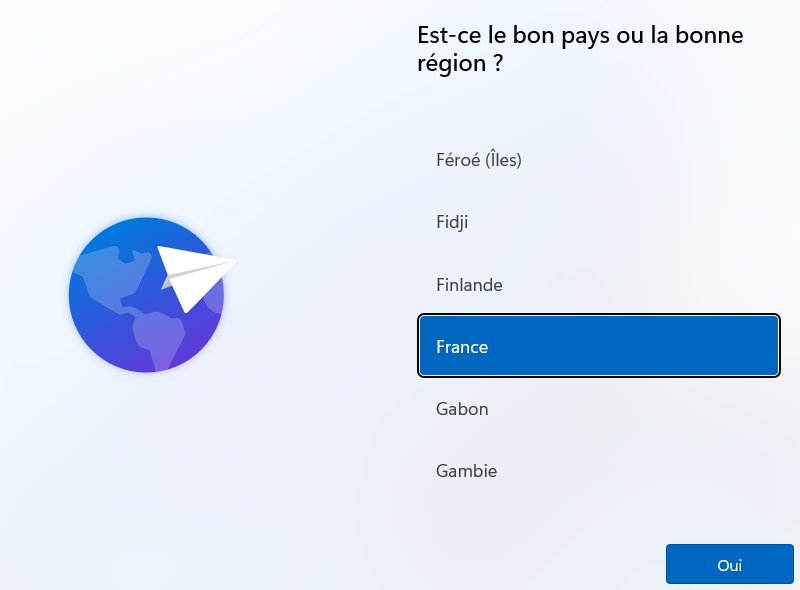 Est-ce le bon pays ou la bonne
région ?
Féroé (Îles)
Fidji
Finlande
France
Gabon
Gambie
Oui